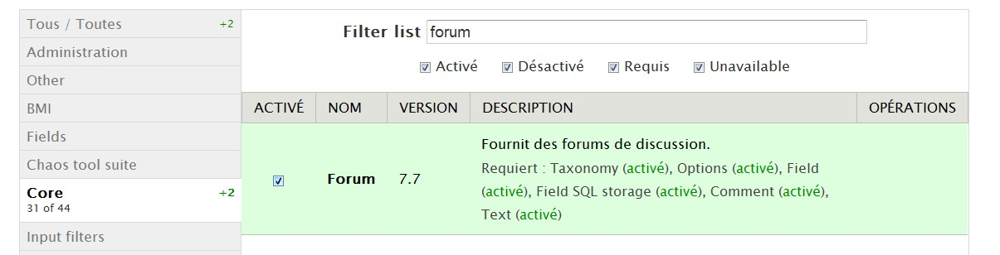 Tous / Toutes +2
Administration
Other
BMI
Fields
Chaos tool suite
Core +2
31 of 44
Input filters
Filter list forum
Activé Désactivé Requis Unavailable
ACTIVÉ NOM VERSION DESCRIPTION OPÉRATIONS
Forum 7.7
Fournit des forums de discussion.
Requiert : Taxonomy (activé), Options (activé), Field
(activé), Field SQL storage (activé), Comment (activé),
Text (activé)